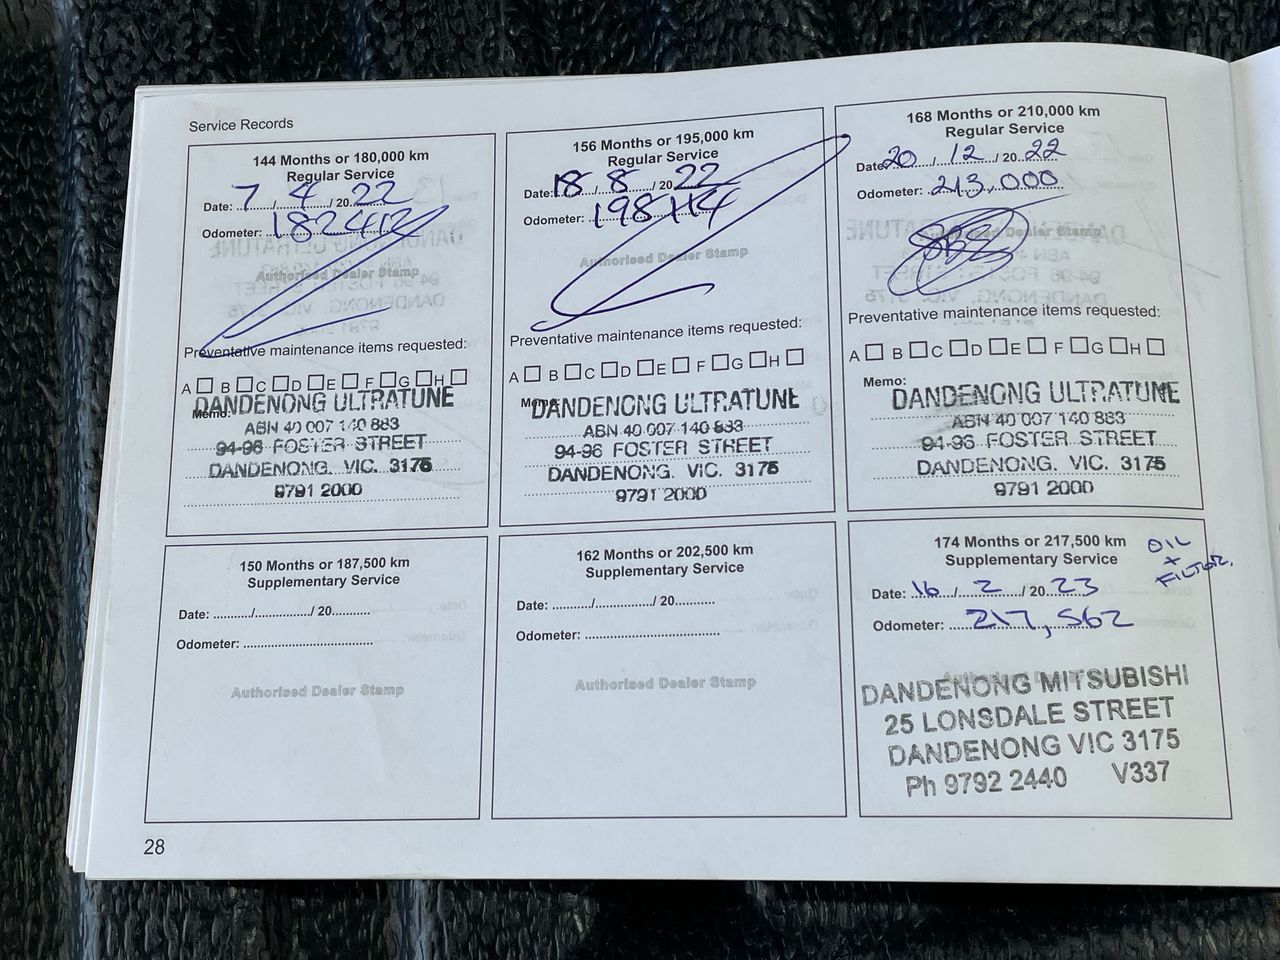 Service Records
144 Months or 180,000 km
Regular Service
Date: 7 / 4 / 20 22
Odometer: 182412
Authorised Dealer Stamp
Preventative maintenance items requested:
A □ B □ C □ D □ E □ F □ G □ H □
Memo:
DANDENONG ULTRATUNE
ABN 40 007 140 883
94-96 FOSTER STREET
DANDENONG. VIC. 3175
9791 2000
156 Months or 195,000 km
Regular Service
Date: 18 / 8 / 20 22
Odometer: 198114
Authorised Dealer Stamp
Preventative maintenance items requested:
A □ B □ C □ D □ E □ F □ G □ H □
Memo:
DANDENONG ULTRATUNE
ABN 40 007 140 883
94-96 FOSTER STREET
DANDENONG. VIC. 3175
9791 2000
168 Months or 210,000 km
Regular Service
Date: 20 / 12 / 20 22
Odometer: 213,000
Authorised Dealer Stamp
Preventative maintenance items requested:
A □ B □ C □ D □ E □ F □ G □ H □
Memo:
DANDENONG ULTRATUNE
ABN 40 007 140 883
94-96 FOSTER STREET
DANDENONG. VIC. 3175
9791 2000
150 Months or 187,500 km
Supplementary Service
Date: ........../............../ 20..........
Odometer: ..................................
Authorised Dealer Stamp
162 Months or 202,500 km
Supplementary Service
Date: ........../............../ 20..........
Odometer: ..................................
Authorised Dealer Stamp
174 Months or 217,500 km
Supplementary Service
OIL
+
FILTOR.
Date: 16 / 2 / 20 23
Odometer: 217,562
DANDENONG MITSUBISHI
25 LONSDALE STREET
DANDENONG VIC 3175
Ph 9792 2440 V337
28